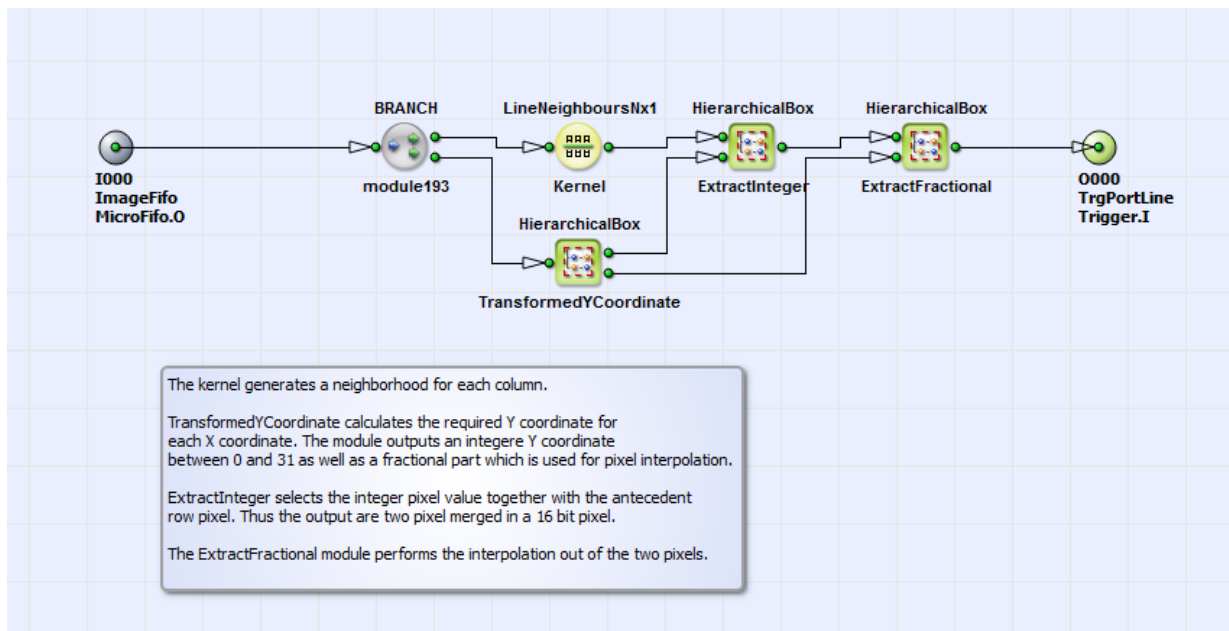 BRANCH
LineNeighboursNx1
HierarchicalBox
HierarchicalBox
I000
ImageFifo
MicroFifo.O
module193
Kernel
ExtractInteger
ExtractFractional
O000
TrgPortLine
Trigger.I
HierarchicalBox
TransformedYCoordinate
The kernel generates a neighborhood for each column.
TransformedYCoordinate calculates the required Y coordinate for
each X coordinate. The module outputs an integere Y coordinate
between 0 and 31 as well as a fractional part which is used for pixel interpolation.
ExtractInteger selects the integer pixel value together with the antecedent
row pixel. Thus the output are two pixel merged in a 16 bit pixel.
The ExtractFractional module performs the interpolation out of the two pixels.